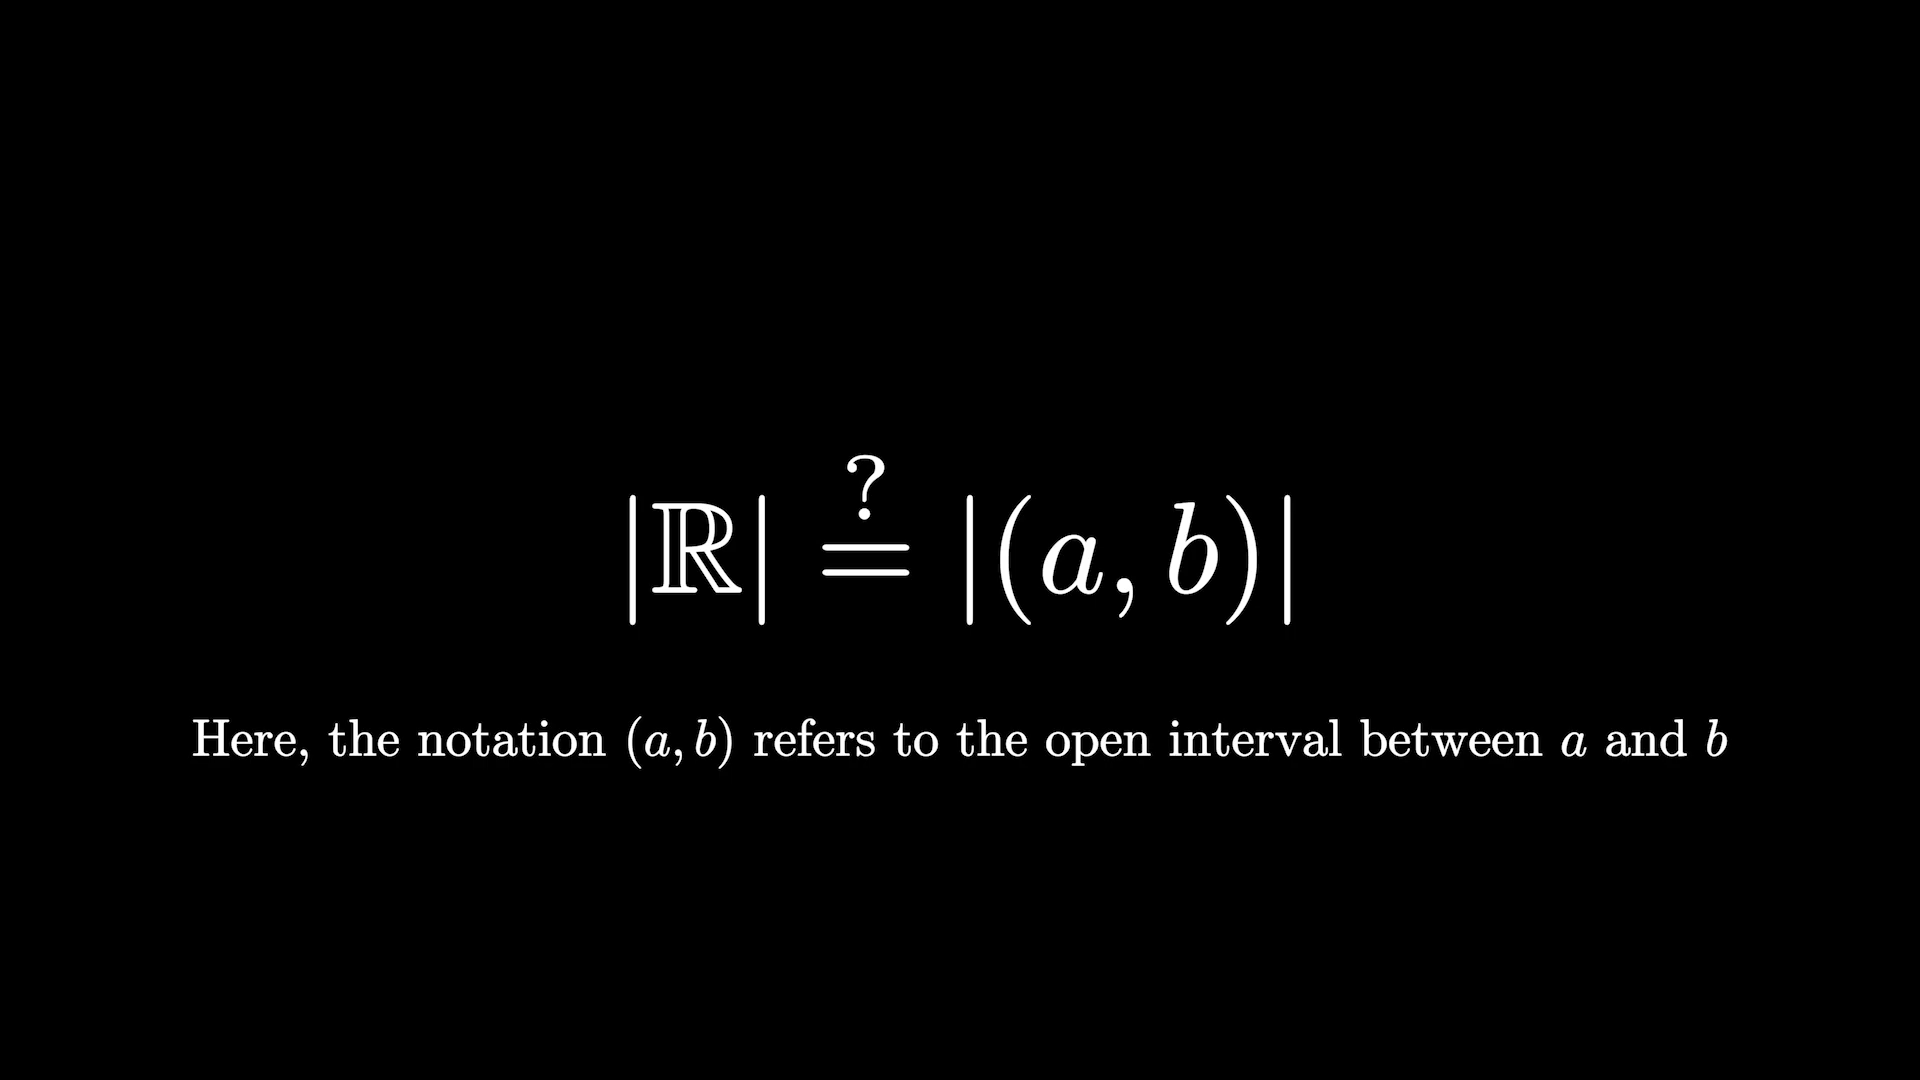 |ℝ| ≟ |(a, b)|
Here, the notation (a, b) refers to the open interval between a and b